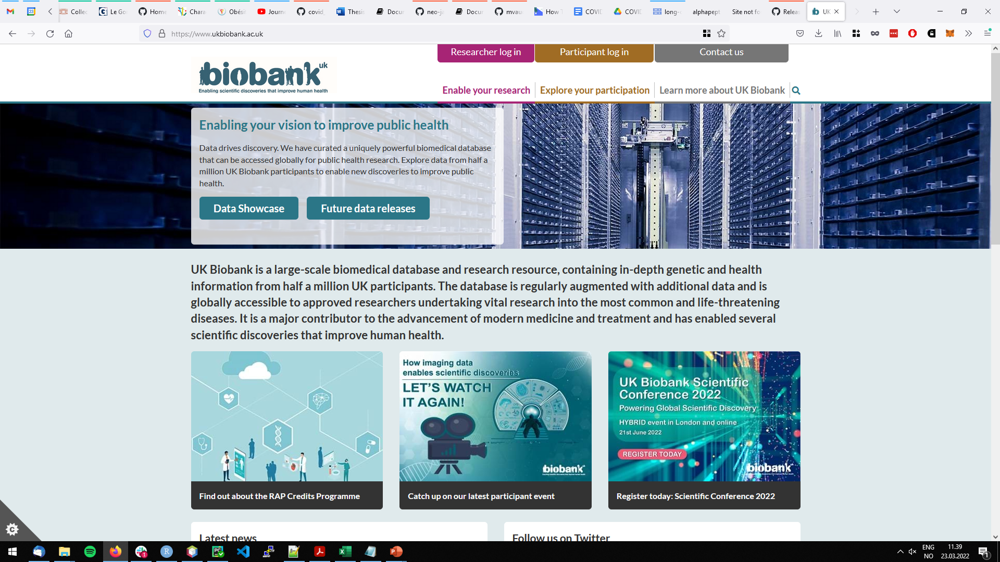 23
Collec
Le Go
Home
Chara
Obési
Journ
covid_
Thesis
Docur
neo-ja
Docur
mvau
How T
COVID
COVID
long-c
alphapept
Site not fo
Relea
UK
https://www.ukbiobank.ac.uk
Researcher log in
Participant log in
Contact us
biobank uk
Enabling scientific discoveries that improve human health
Enable your research
Explore your participation
Learn more about UK Biobank
Enabling your vision to improve public health
Data drives discovery. We have curated a uniquely powerful biomedical database
that can be accessed globally for public health research. Explore data from half a
million UK Biobank participants to enable new discoveries to improve public
health.
Data Showcase
Future data releases
UK Biobank is a large-scale biomedical database and research resource, containing in-depth genetic and health
information from half a million UK participants. The database is regularly augmented with additional data and is
globally accessible to approved researchers undertaking vital research into the most common and life-threatening
diseases. It is a major contributor to the advancement of modern medicine and treatment and has enabled several
scientific discoveries that improve human health.
How imaging data
enables scientific discoveries
LET'S WATCH
IT AGAIN!
biobank
UK Biobank Scientific
Conference 2022
Powering Global Scientific Discovery
HYBRID event in London and online
21st June 2022
REGISTER TODAY
biobank
Find out about the RAP Credits Programme
Catch up on our latest participant event
Register today: Scientific Conference 2022
Latest news
Follow us on Twitter
ENG
NO
11.39
23.03.2022
1